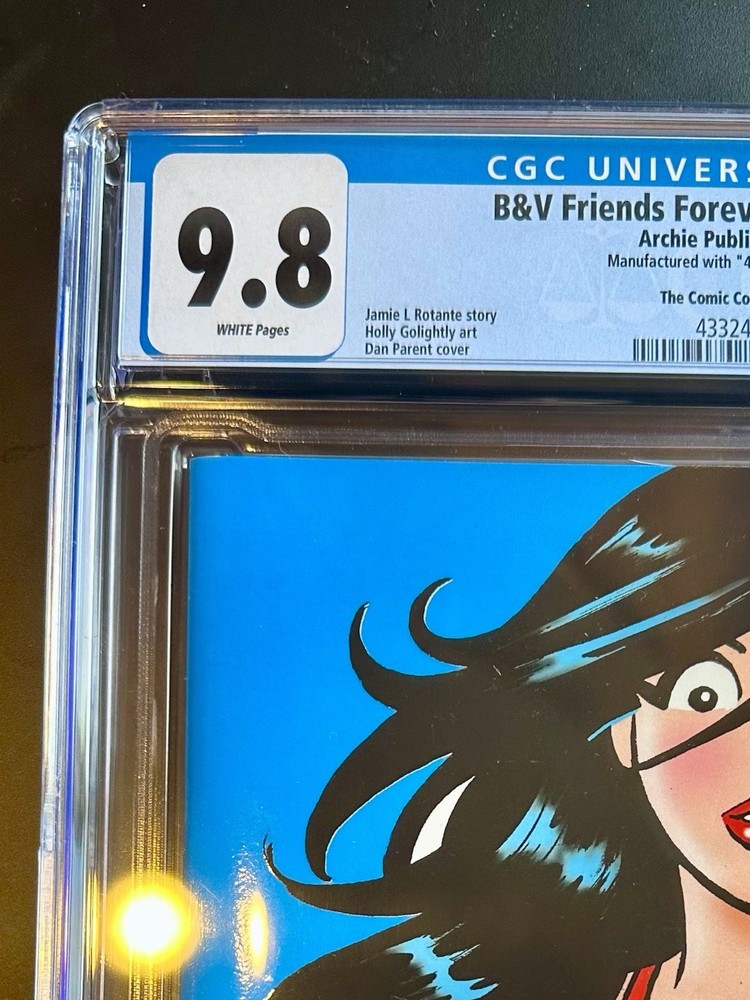 CGC UNIVERS
B&V Friends Forev
Archie Publi
Manufactured with "4
The Comic Co
43324
9.8
WHITE Pages
Jamie L Rotante story
Holly Golightly art
Dan Parent cover